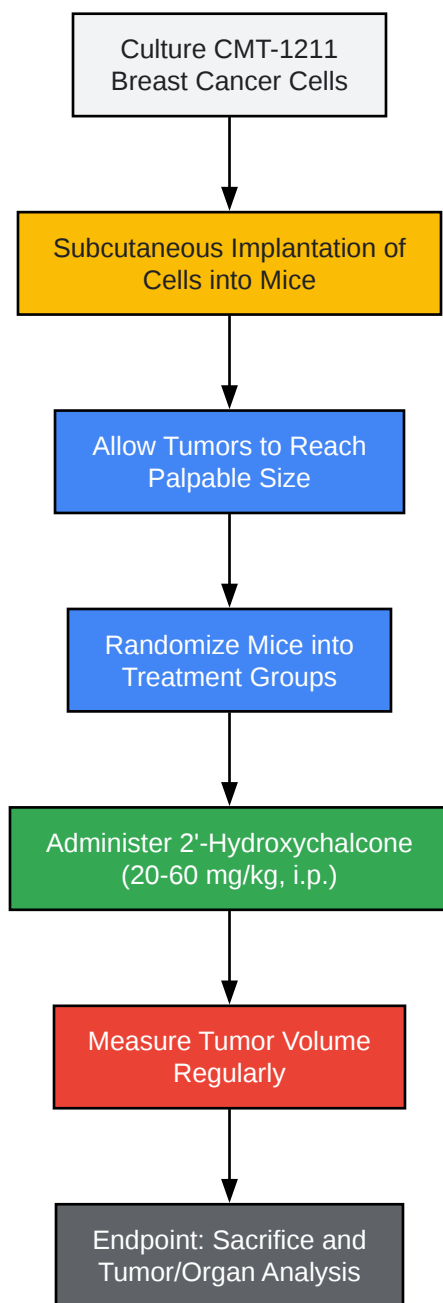 Culture CMT-1211
Breast Cancer Cells
Subcutaneous Implantation of
Cells into Mice
Allow Tumors to Reach
Palpable Size
Randomize Mice into
Treatment Groups
Administer 2'-Hydroxychalcone
(20-60 mg/kg, i.p.)
Measure Tumor Volume
Regularly
Endpoint: Sacrifice and
Tumor/Organ Analysis